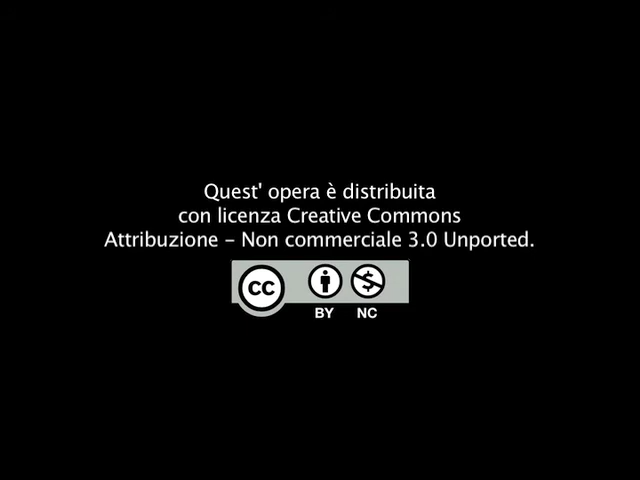 Quest' opera è distribuita
con licenza Creative Commons
Attribuzione – Non commerciale 3.0 Unported.
cc
BY NC